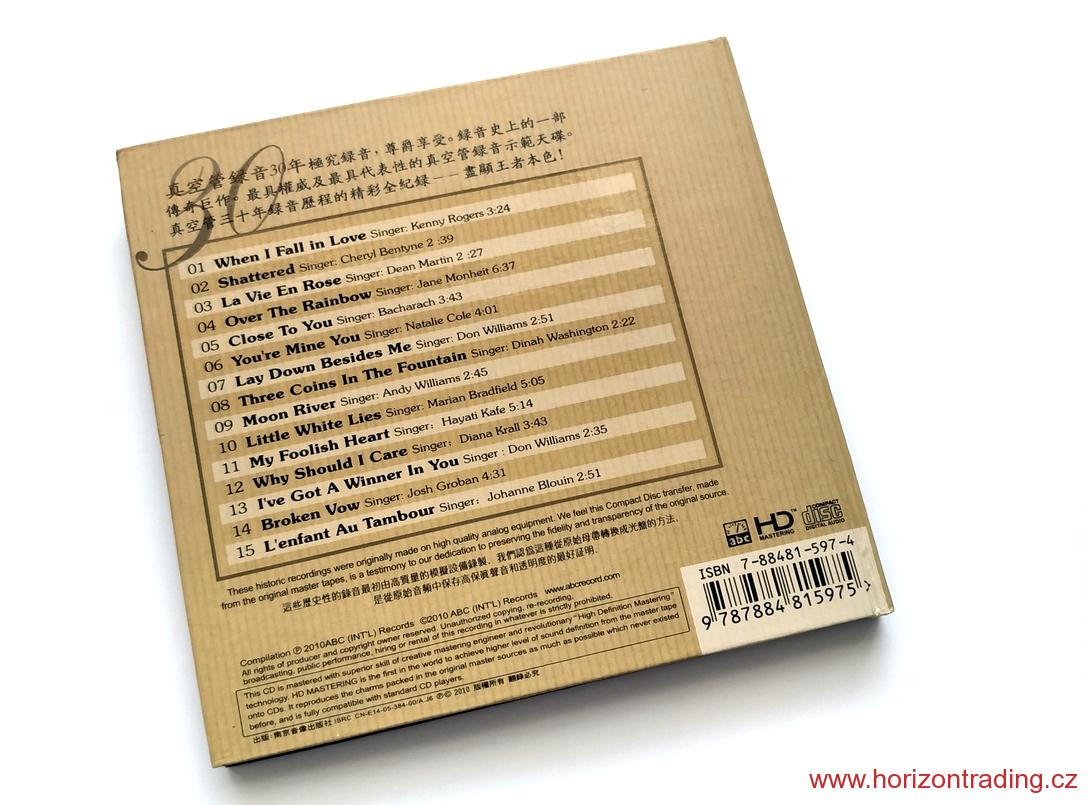 30
真空管録音30年極究録音，尊爵享受。録音史上的一部
傳奇巨作。最具權威及最具代表性的真空管録音示範天碟。
真空管三十年録音歷程的精彩全紀録—— 盡顯王者本色！
01 When I Fall in Love Singer: Kenny Rogers 3:24
02 Shattered Singer: Cheryl Bentyne 2 :39
03 La Vie En Rose Singer: Dean Martin 2 :27
04 Over The Rainbow Singer: Jane Monheit 6:37
05 Close To You Singer: Bacharach 3:43
06 You're Mine You Singer: Natalie Cole 4:01
07 Lay Down Besides Me Singer: Don Williams 2:51
08 Three Coins In The Fountain Singer: Dinah Washington 2:22
09 Moon River Singer: Andy Williams 2:45
10 Little White Lies Singer: Marian Bradfield 5:05
11 My Foolish Heart Singer: Hayati Kafe 5:14
12 Why Should I Care Singer: Diana Krall 3:43
13 I've Got A Winner In You Singer : Don Williams 2:35
14 Broken Vow Singer: Josh Groban 4:31
15 L'enfant Au Tambour Singer: Johanne Blouin 2:51
These historic recordings were originally made on high quality analog equipment. We feel this Compact Disc transfer, made
from the original master tapes, is a testimony to our dedication to preserving the fidelity and transparency of the original source.
這些歷史性的錄音最初由高質量的模擬設備錄製。我們認為這種從原始母帶轉換成光盤的方法，
是從原始音頻中保存高保真聲音和透明度的最好証明.
abc
HD™
MASTERING
COMPACT
disc
DIGITAL AUDIO
ISBN 7-88481-597-4
9 787884 815975 >
Compilation ℗ 2010ABC (INT'L) Records ©2010 ABC (INT'L) Records www.abcrecord.com
All rights of producer and copyright owner reserved. Unauthorized copying, re-recording,
broadcasting, public performance, hiring or rental of this recording in whatever is strictly prohibited.
This CD is mastered with superior skill of creative mastering engineer and revolutionary "High Definition Mastering"
technology. HD MASTERING is the first in the world to achieve higher level of sound definition from the master tape
onto CDs. It reproduces the charms packed in the original master sources as much as possible which never existed
before, and is fully compatible with standard CD players.
出版: 南京音像出版社 ISRC CN-E14-05-384-00/A.J6 ℗© 2010 版權所有 翻錄必究
www.horizontrading.cz